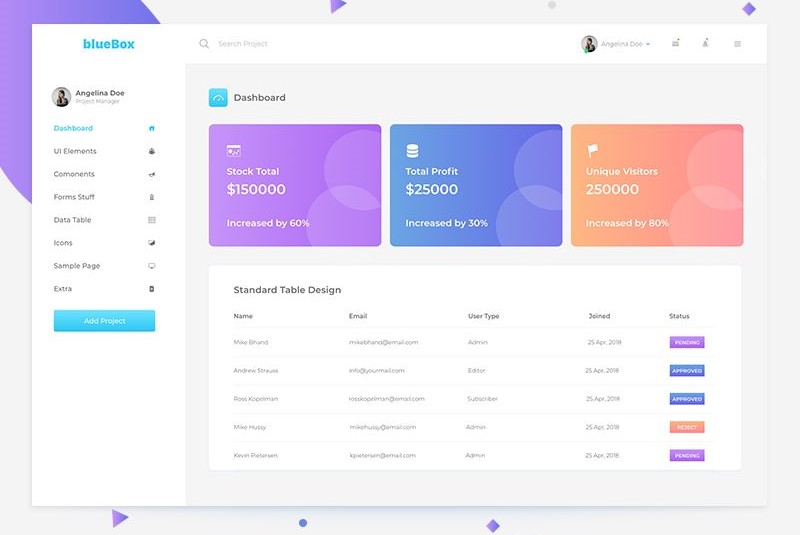 blueBox
Search Project
Angelina Doe
Angelina Doe
Project Manager
Dashboard
UI Elements
Comonents
Forms Stuff
Data Table
Icons
Sample Page
Extra
Add Project
Dashboard
Stock Total
$150000
Increased by 60%
Total Profit
$25000
Increased by 30%
Unique Visitors
250000
Increased by 80%
Standard Table Design
Name Email User Type Joined Status
Mike Bhand mikebhand@email.com Admin 25 Apr, 2018 PENDING
Andrew Strauss info@yourmail.com Editor 25 Apr, 2018 APPROVED
Ross Kopelman rosskopelman@email.com Subscriber 25 Apr, 2018 APPROVED
Mike Hussy mikehussy@email.com Admin 25 Apr, 2018 REJECT
Kevin Pietersen kpietersen@email.com Admin 25 Apr, 2018 PENDING